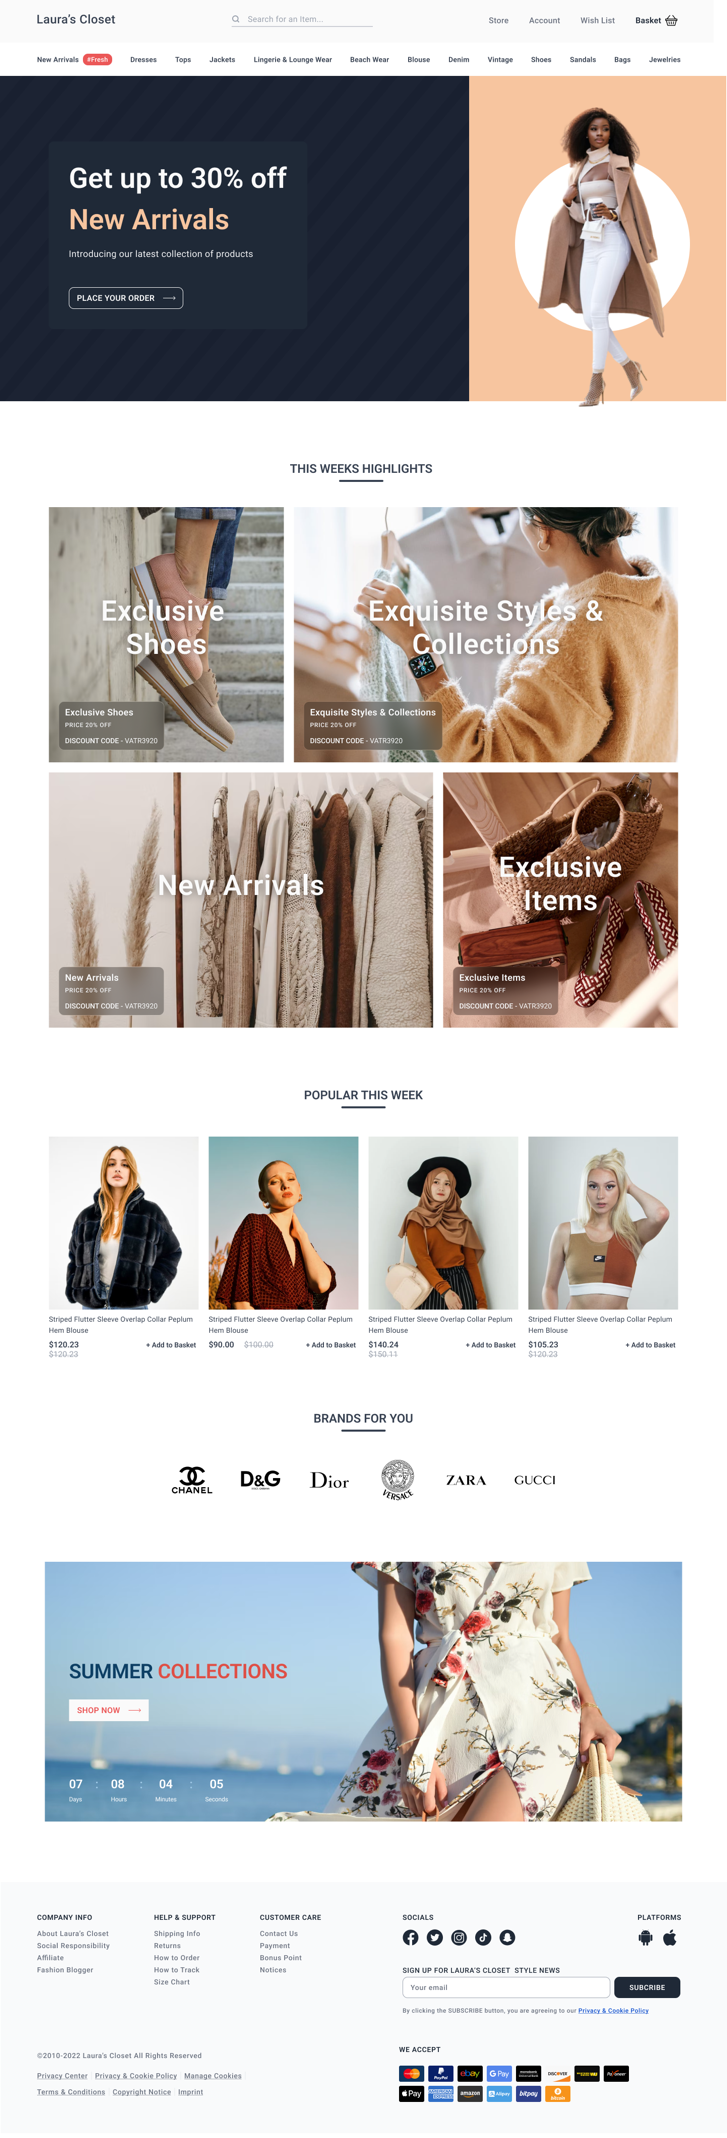 Laura's Closet
Search for an Item...
Store
Account
Wish List
Basket
New Arrivals
#Fresh
Dresses
Tops
Jackets
Lingerie & Lounge Wear
Beach Wear
Blouse
Denim
Vintage
Shoes
Sandals
Bags
Jewelries
Get up to 30% off
New Arrivals
Introducing our latest collection of products
PLACE YOUR ORDER
THIS WEEKS HIGHLIGHTS
Exclusive
Shoes
Exclusive Shoes
PRICE 20% OFF
DISCOUNT CODE - VATR3920
Exquisite Styles &
Collections
Exquisite Styles & Collections
PRICE 20% OFF
DISCOUNT CODE - VATR3920
New Arrivals
New Arrivals
PRICE 20% OFF
DISCOUNT CODE - VATR3920
Exclusive
Items
Exclusive Items
PRICE 20% OFF
DISCOUNT CODE - VATR3920
POPULAR THIS WEEK
Striped Flutter Sleeve Overlap Collar Peplum
Hem Blouse
$120.23
+ Add to Basket
$120.23
Striped Flutter Sleeve Overlap Collar Peplum
Hem Blouse
$90.00 $100.00
+ Add to Basket
Striped Flutter Sleeve Overlap Collar Peplum
Hem Blouse
$140.24
+ Add to Basket
$150.11
Striped Flutter Sleeve Overlap Collar Peplum
Hem Blouse
$105.23
+ Add to Basket
$120.23
BRANDS FOR YOU
CHANEL
D&G
Dior
VERSACE
ZARA
GUCCI
SUMMER COLLECTIONS
SHOP NOW
07 : 08 : 04 : 05
Days Hours Minutes Seconds
COMPANY INFO
About Laura's Closet
Social Responsibility
Affiliate
Fashion Blogger
HELP & SUPPORT
Shipping Info
Returns
How to Order
How to Track
Size Chart
CUSTOMER CARE
Contact Us
Payment
Bonus Point
Notices
SOCIALS
PLATFORMS
SIGN UP FOR LAURA'S CLOSET STYLE NEWS
Your email
SUBCRIBE
By clicking the SUBSCRIBE button, you are agreeing to our Privacy & Cookie Policy
©2010-2022 Laura's Closet All Rights Reserved
Privacy Center
Privacy & Cookie Policy
Manage Cookies
Terms & Conditions
Copyright Notice
Imprint
WE ACCEPT
PayPal
ebay
G Pay
DISCOVER
Pay
amazon
Alipay
bitpay